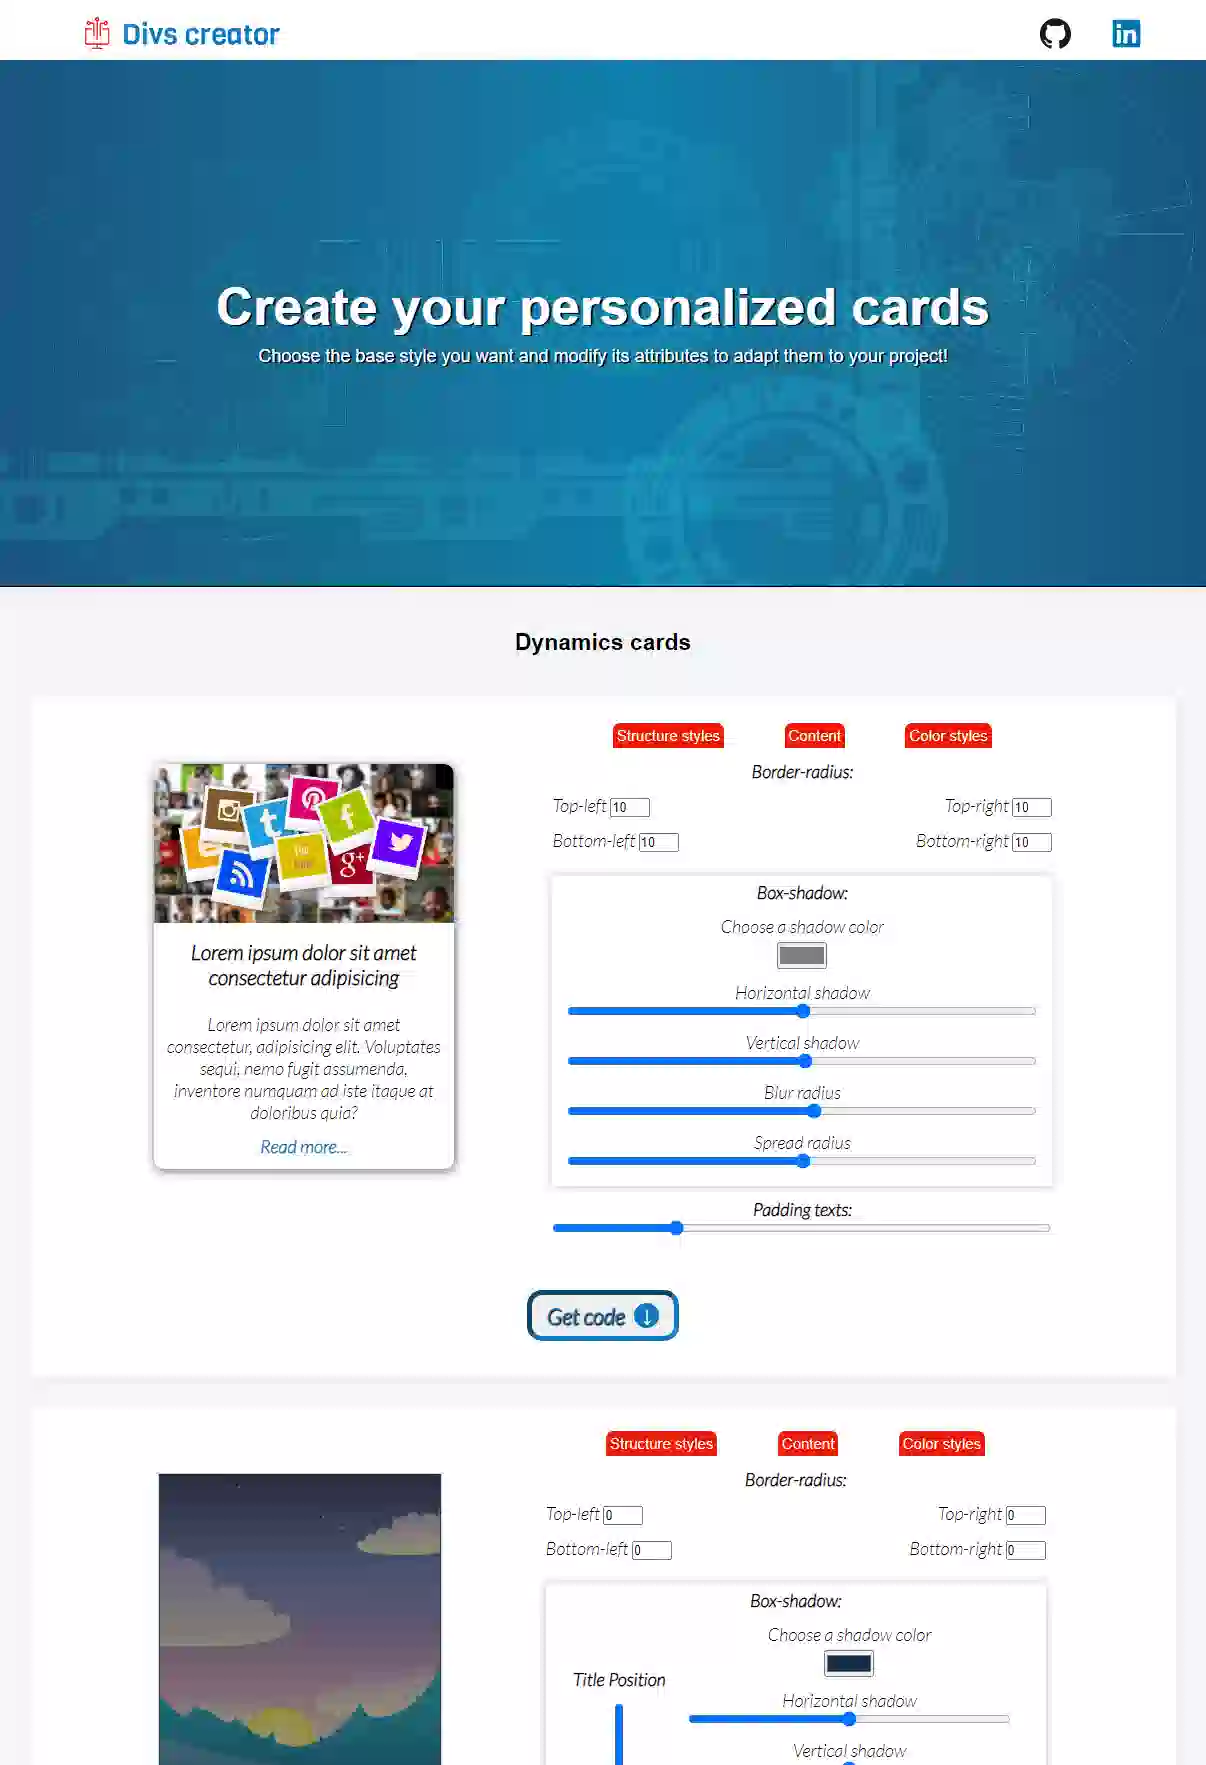 Divs creator
Create your personalized cards
Choose the base style you want and modify its attributes to adapt them to your project!
Dynamics cards
Structure styles Content Color styles
Border-radius:
Top-left 10 Top-right 10
Bottom-left 10 Bottom-right 10
Box-shadow:
Choose a shadow color
Horizontal shadow
Vertical shadow
Blur radius
Spread radius
Padding texts:
Lorem ipsum dolor sit amet
consectetur adipisicing
Lorem ipsum dolor sit amet
consectetur, adipisicing elit. Voluptates
sequi, nemo fugit assumenda,
inventore numquam ad iste itaque at
doloribus quia?
Read more...
Get code ↓
Structure styles Content Color styles
Border-radius:
Top-left 0 Top-right 0
Bottom-left 0 Bottom-right 0
Box-shadow:
Choose a shadow color
Title Position
Horizontal shadow
Vertical shadow